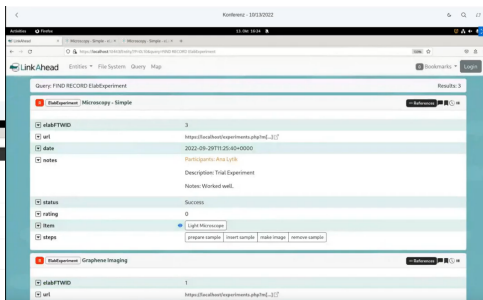 Konferenz - 10/13/2022
Activities Firefox
13. Okt 16:24
LinkAhead
Microscopy - Simple
Microscopy - Simple
LinkAhead Entities File System Query Map
Bookmarks Login
Query: FIND RECORD ElabExperiment Results: 3
ElabExperiment Microscopy - Simple References
elabFTWID 3
url https://localhost/experiments.php?m[...]
date 2022-09-29T11:25:40+0000
notes Participants: Ana Lytik
Description: Trial Experiment
Notes: Worked well.
status Success
rating 0
item Light Microscope
steps prepare sample insert sample make image remove sample
ElabExperiment Graphene Imaging References
elabFTWID 1
url https://localhost/experiments.php?m[...]